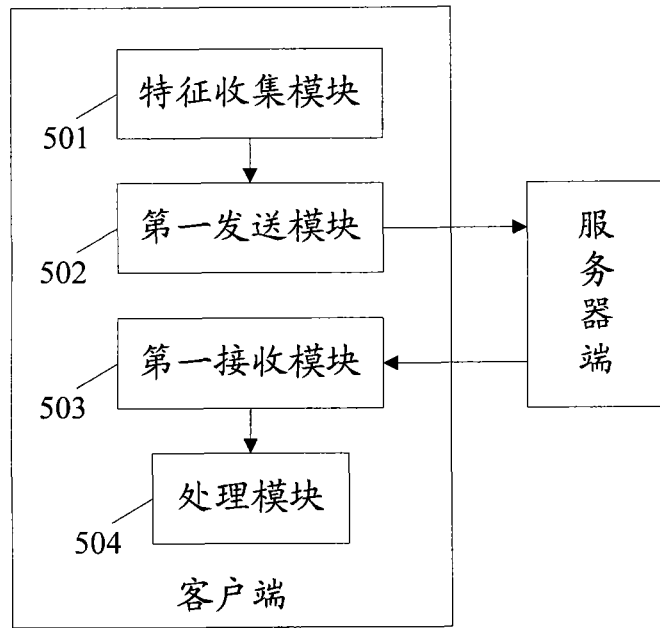 特征收集模块
501
第一发送模块
502
第一接收模块
503
处理模块
504
客户端
服务器端